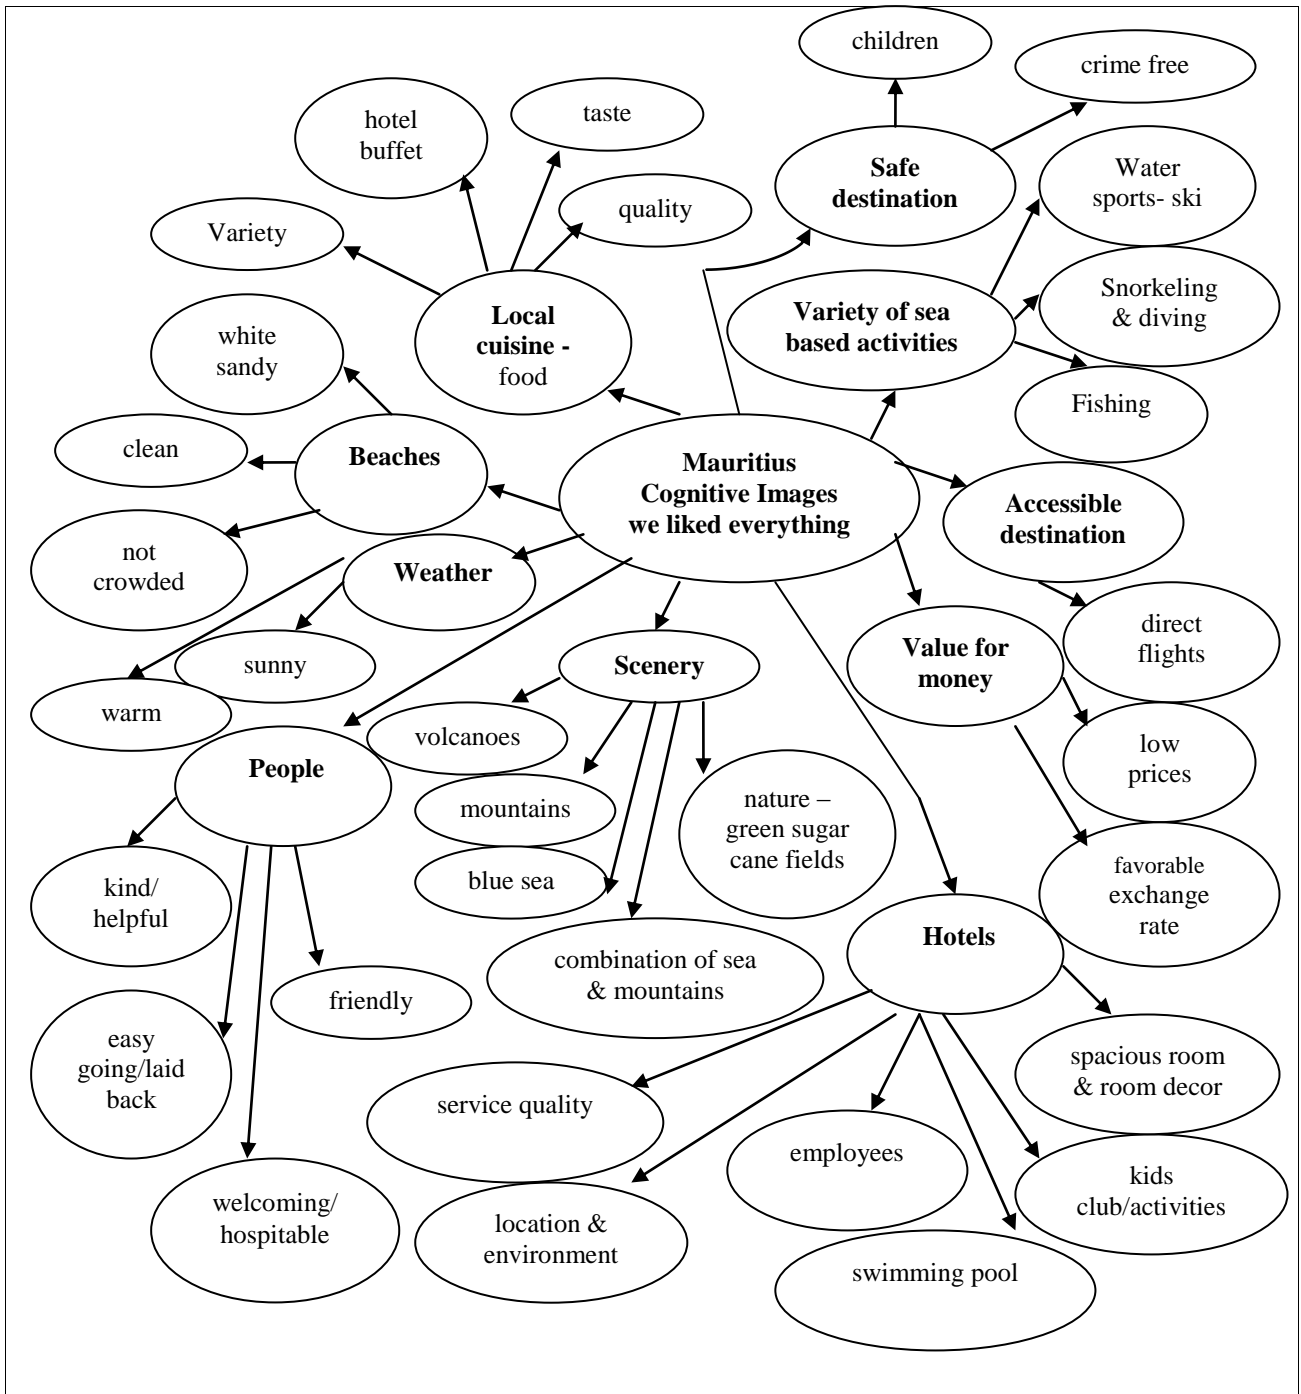 children
crime free
hotel
buffet
taste
Safe
destination
Water
sports- ski
Variety
quality
Local
cuisine -
food
Variety of sea
based activities
Snorkeling
& diving
white
sandy
Fishing
clean
Beaches
Mauritius
Cognitive Images
we liked everything
Accessible
destination
not
crowded
Weather
sunny
warm
Scenery
Value for
money
direct
flights
volcanoes
low
prices
People
mountains
nature –
green sugar
cane fields
blue sea
kind/
helpful
favorable
exchange
rate
Hotels
combination of sea
& mountains
friendly
easy
going/laid
back
spacious room
& room decor
service quality
employees
kids
club/activities
welcoming/
hospitable
location &
environment
swimming pool